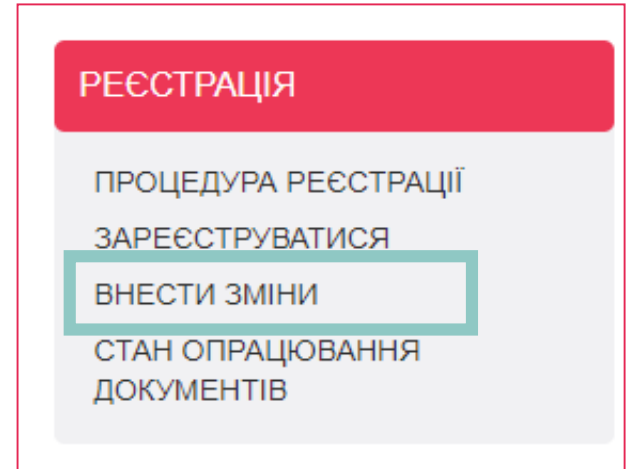 РЕЄСТРАЦІЯ
ПРОЦЕДУРА РЕЄСТРАЦІЇ
ЗАРЕЄСТРУВАТИСЯ
ВНЕСТИ ЗМІНИ
СТАН ОПРАЦЮВАННЯ
ДОКУМЕНТІВ